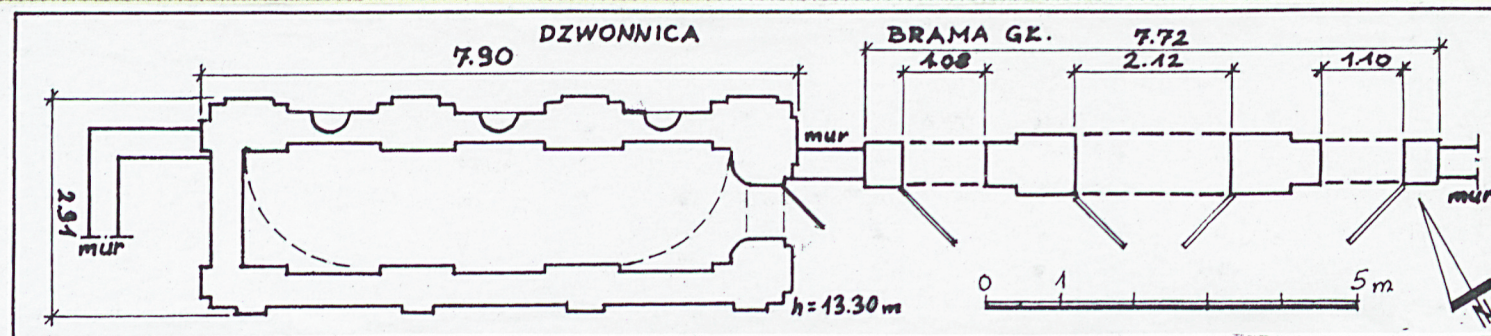 DZWONNICA
BRAMA GŁ.
7.72
7.90
1.08
2.12
1.10
mur
2.91
mur
mur
h=13.30m
0 1 5m
N